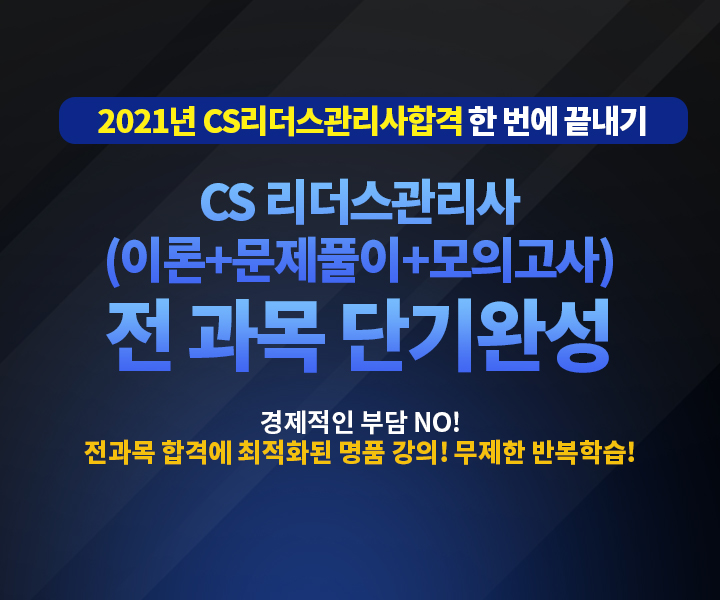 2021년 CS리더스관리사합격 한 번에 끝내기
CS 리더스관리사
(이론+문제풀이+모의고사)
전 과목 단기완성
경제적인 부담 NO!
전과목 합격에 최적화된 명품 강의! 무제한 반복학습!